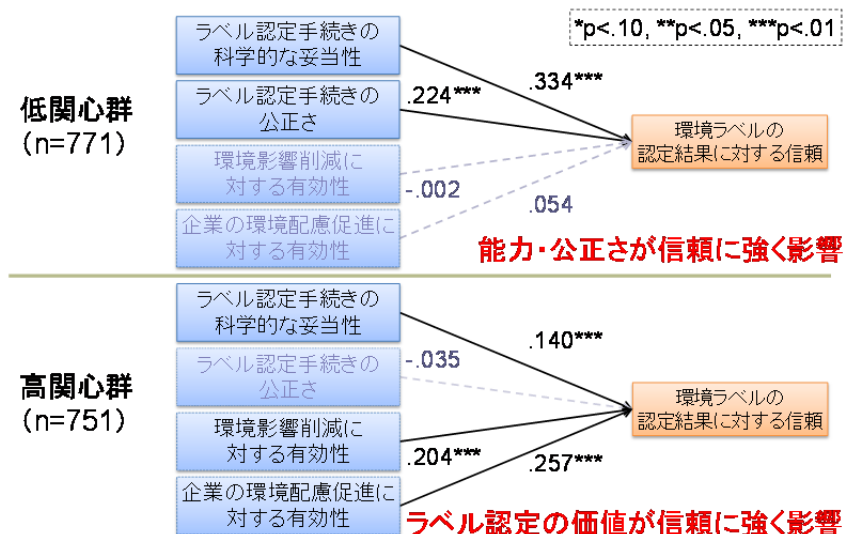 *p<.10, **p<.05, ***p<.01
低関心群
(n=771)
ラベル認定手続きの
科学的な妥当性
ラベル認定手続きの
公正さ
環境影響削減に
対する有効性
企業の環境配慮促進に
対する有効性
.334***
.224***
-.002
.054
環境ラベルの
認定結果に対する信頼
能力・公正さが信頼に強く影響
高関心群
(n=751)
ラベル認定手続きの
科学的な妥当性
ラベル認定手続きの
公正さ
環境影響削減に
対する有効性
企業の環境配慮促進に
対する有効性
.140***
-.035
.204***
.257***
環境ラベルの
認定結果に対する信頼
ラベル認定の価値が信頼に強く影響